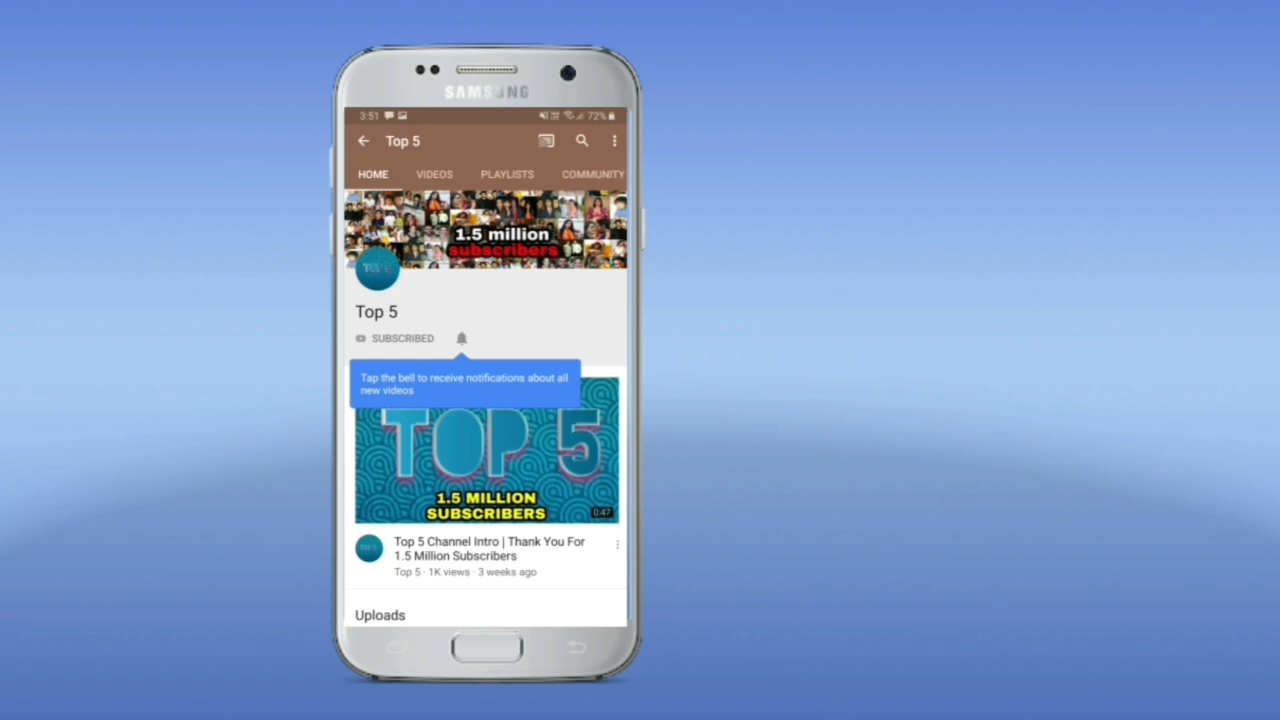 SAMSUNG
3:51
72%
Top 5
HOME VIDEOS PLAYLISTS COMMUNITY
1.5 million
subscribers
TOP 5
Top 5
SUBSCRIBED
Tap the bell to receive notifications about all
new videos
TOP 5
1.5 MILLION
SUBSCRIBERS
0:47
Top 5 Channel Intro | Thank You For
1.5 Million Subscribers
Top 5 · 1K views · 3 weeks ago
Uploads